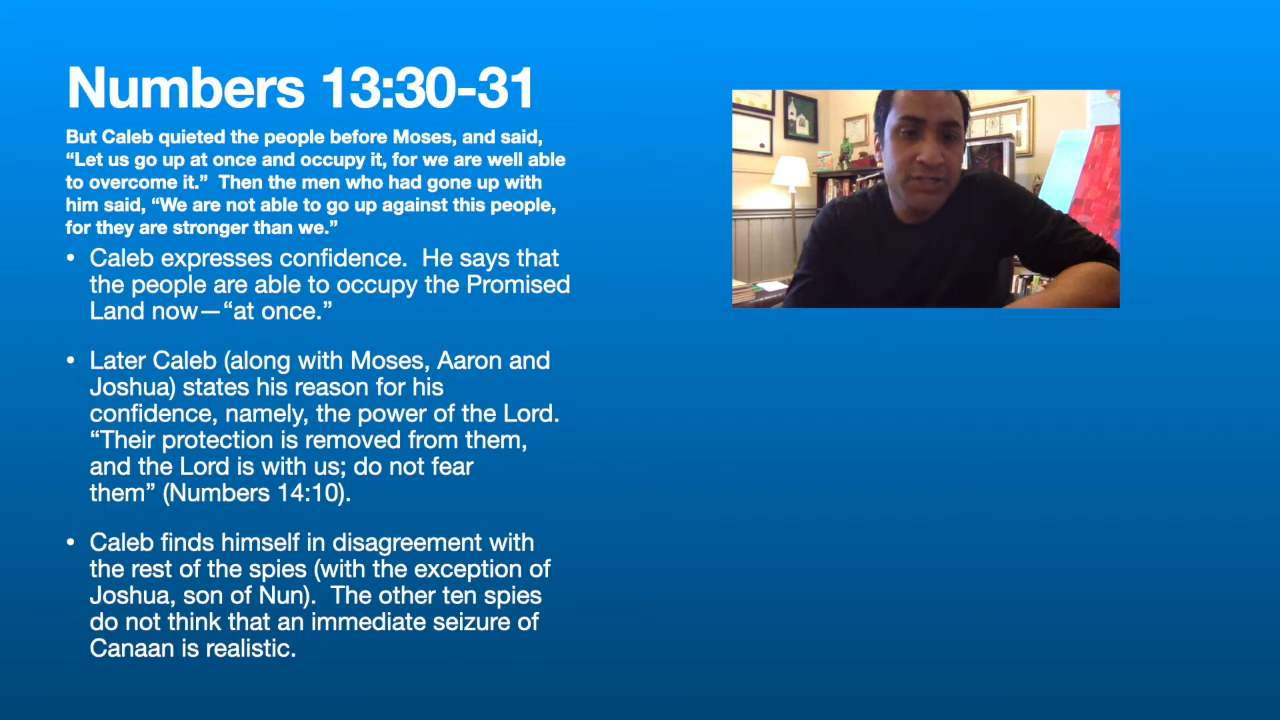 Numbers 13:30-31
But Caleb quieted the people before Moses, and said,
“Let us go up at once and occupy it, for we are well able
to overcome it.”  Then the men who had gone up with
him said, “We are not able to go up against this people,
for they are stronger than we.”
• Caleb expresses confidence.  He says that
the people are able to occupy the Promised
Land now—“at once.”
• Later Caleb (along with Moses, Aaron and
Joshua) states his reason for his
confidence, namely, the power of the Lord.
“Their protection is removed from them,
and the Lord is with us; do not fear
them” (Numbers 14:10).
• Caleb finds himself in disagreement with
the rest of the spies (with the exception of
Joshua, son of Nun).  The other ten spies
do not think that an immediate seizure of
Canaan is realistic.